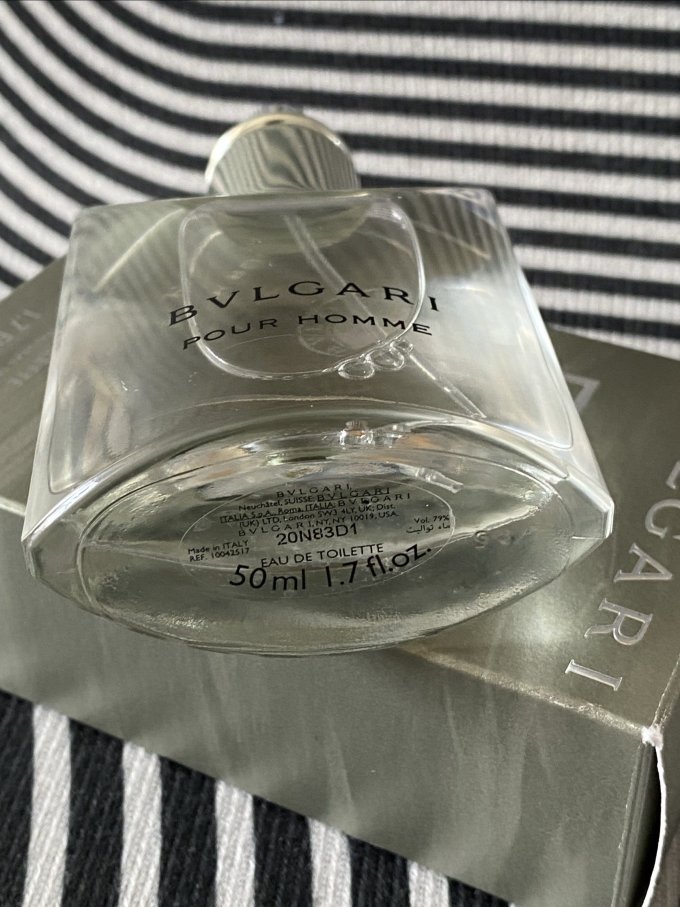 BVLGARI
POUR HOMME
BVLGARI
Neuchâtel, SUISSE BVLGARI
ITALIA S.p.A. Roma, ITALIA BVLGARI
(UK) LTD, London SW3 4LY, UK; Dist.
BVLGARI, NY, NY 10019, USA
20N83D1
Made in ITALY
REF. 10042517
Vol. 79%
ماء تواليت
EAU DE TOILETTE
50ml 1.7 fl.oz.